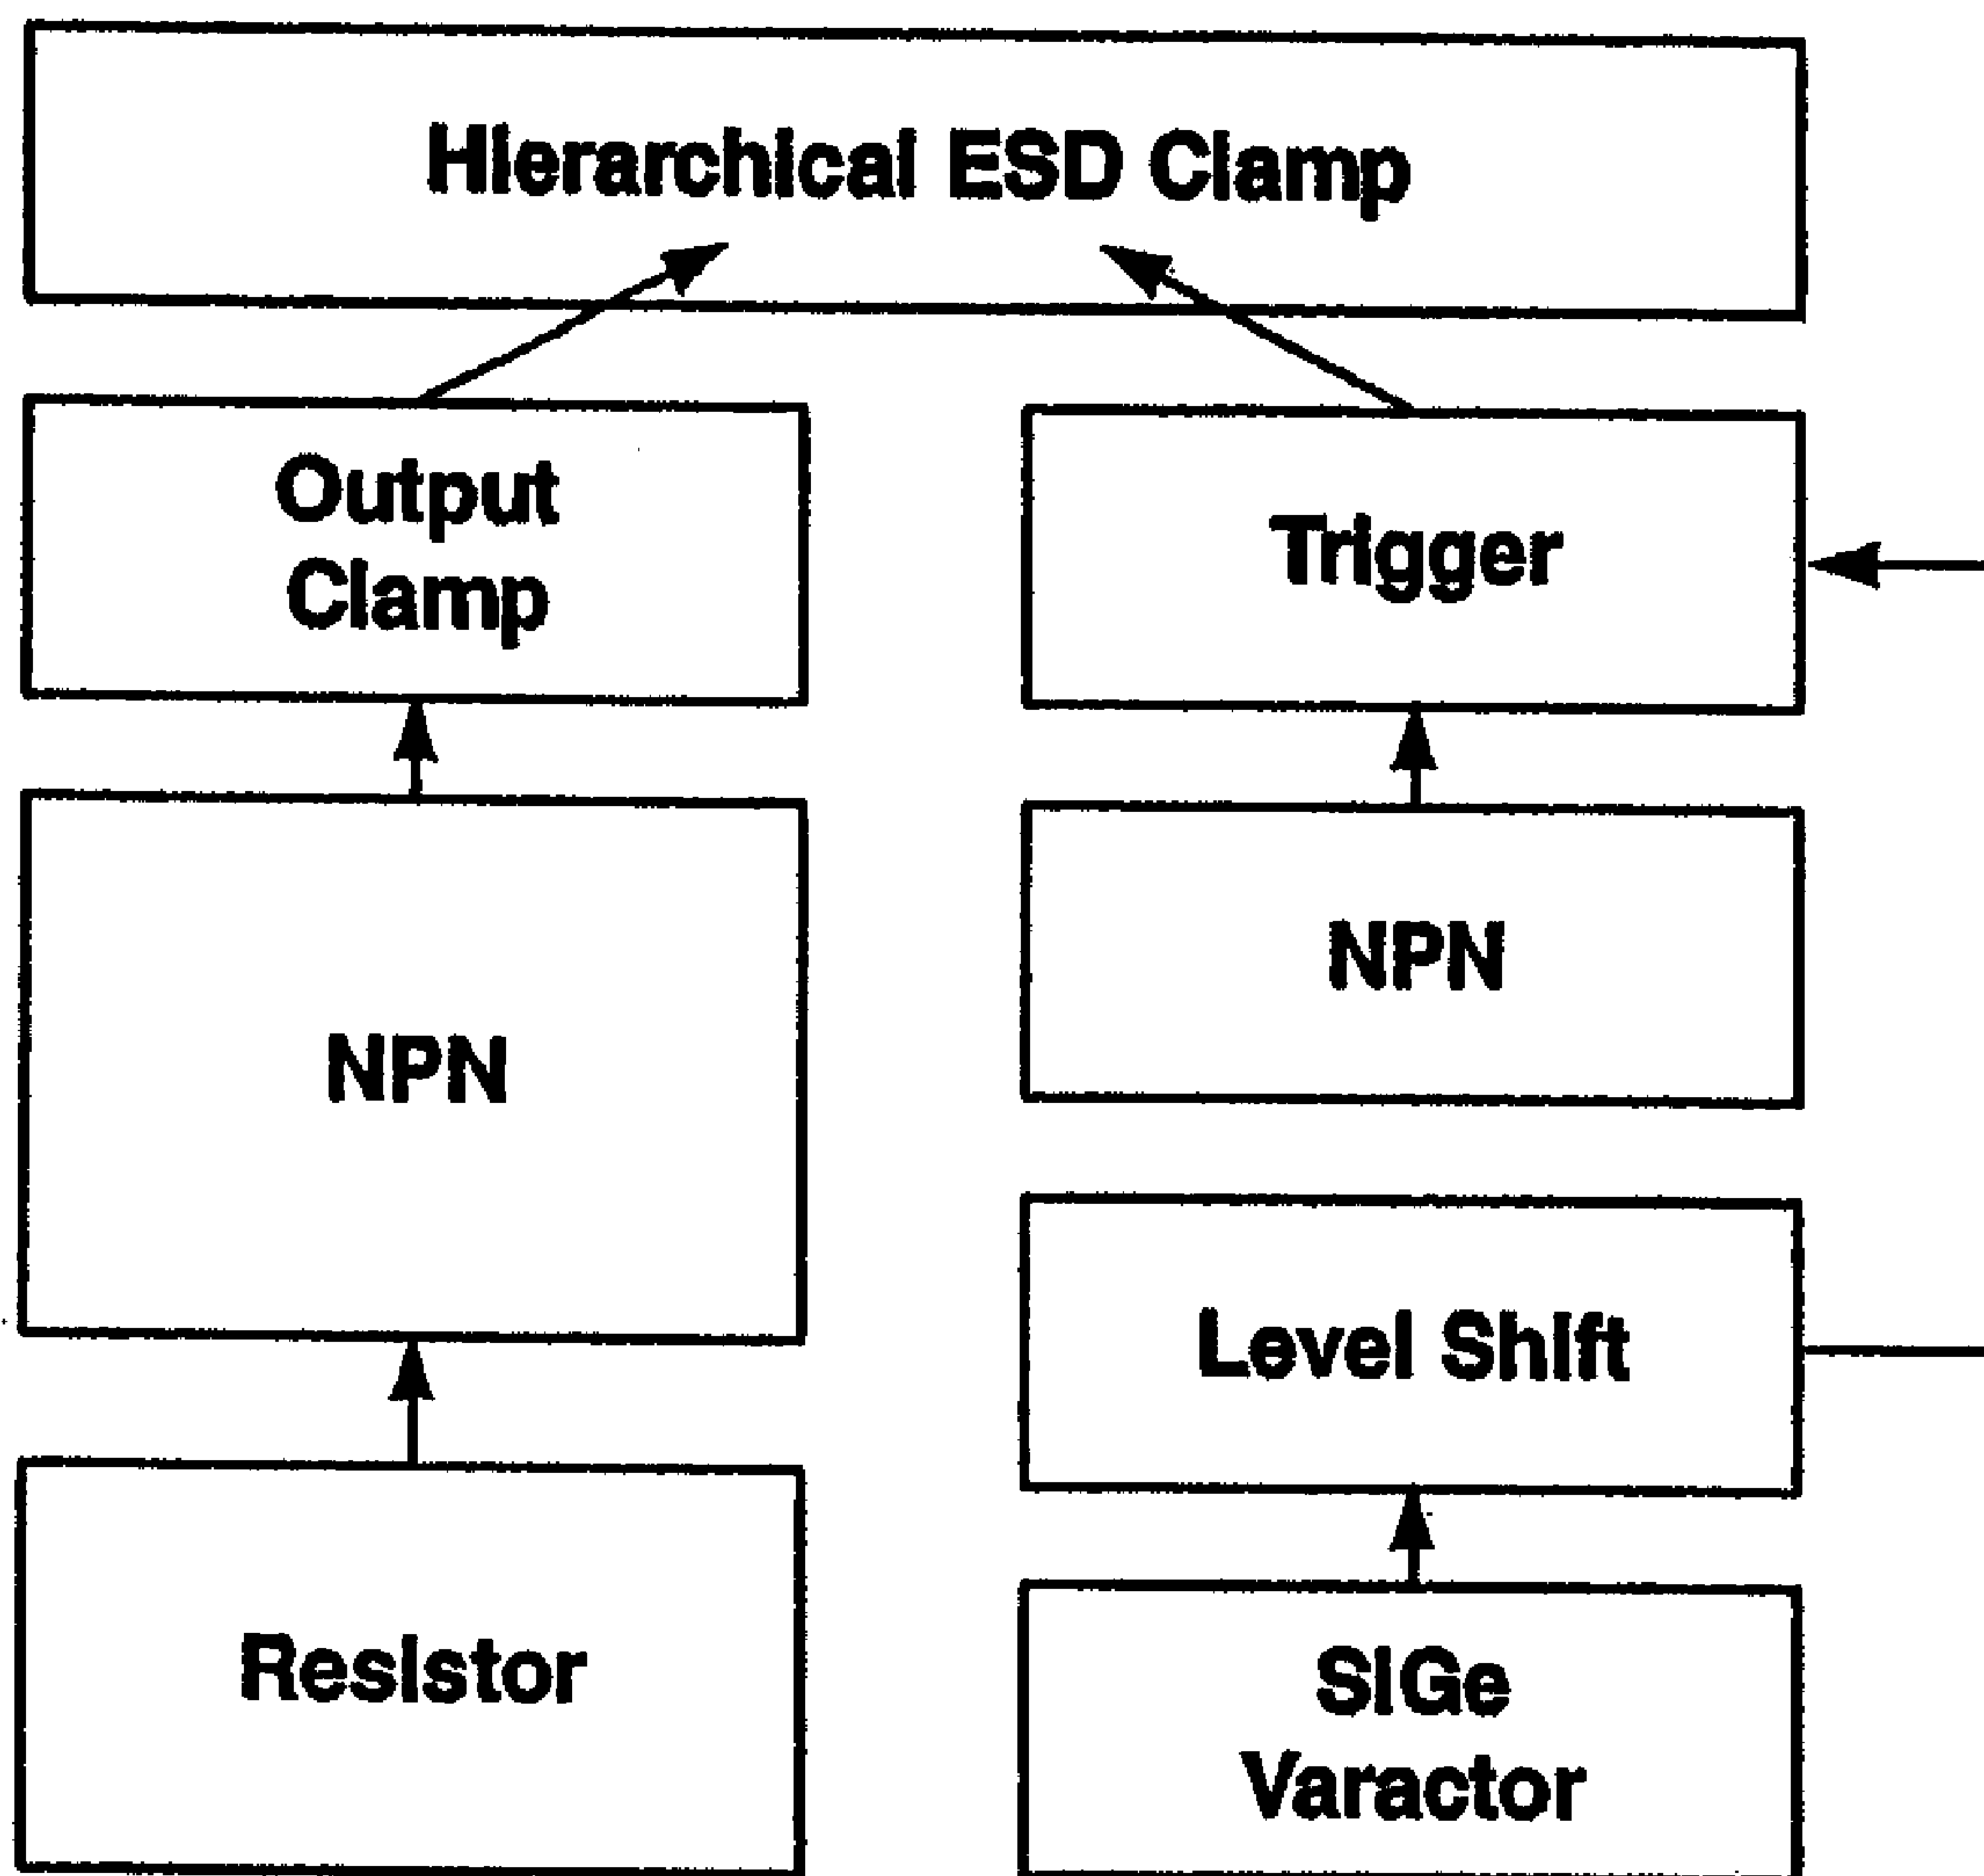 Hierarchical ESD Clamp
Output
Clamp
Trigger
NPN
NPN
Level Shift
Resistor
SiGe
Varactor